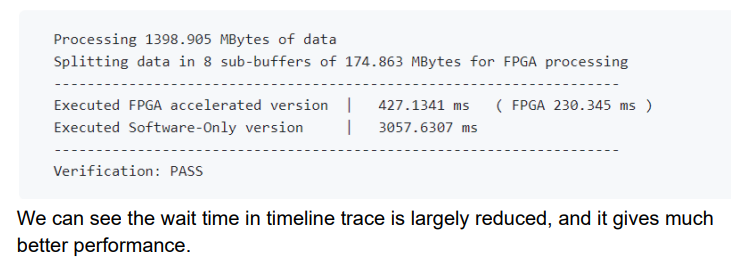 Processing 1398.905 MBytes of data
Splitting data in 8 sub-buffers of 174.863 MBytes for FPGA processing
----------------------------------------------------------------------
Executed FPGA accelerated version  |   427.1341 ms   ( FPGA 230.345 ms )
Executed Software-Only version     |   3057.6307 ms
----------------------------------------------------------------------
Verification: PASS
We can see the wait time in timeline trace is largely reduced, and it gives much
better performance.